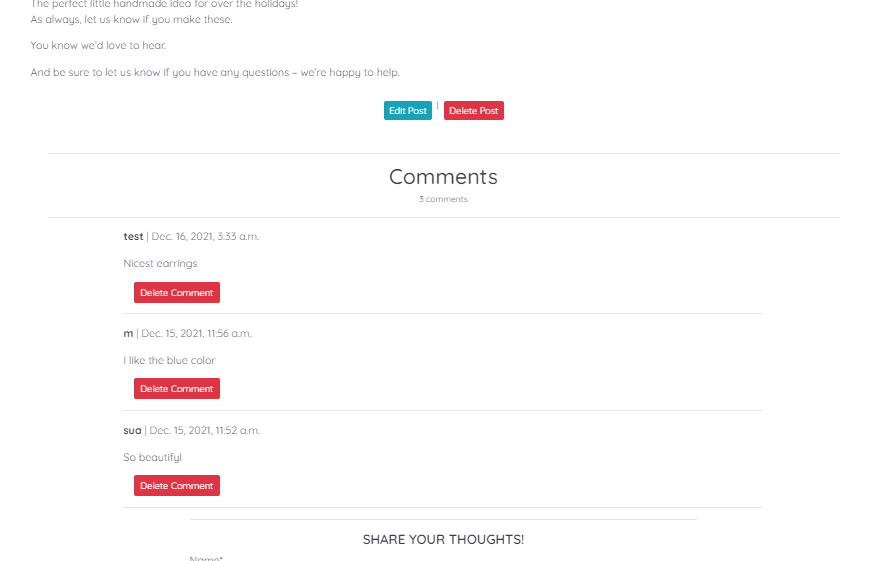 The perfect little handmade idea for over the holidays!
As always, let us know if you make these.
You know we'd love to hear.
And be sure to let us know if you have any questions – we're happy to help.
Edit Post | Delete Post
Comments
3 comments
test | Dec. 16, 2021, 3:33 a.m.
Nicest earrings
Delete Comment
m | Dec. 15, 2021, 11:56 a.m.
I like the blue color
Delete Comment
sua | Dec. 15, 2021, 11:52 a.m.
So beautifyl
Delete Comment
SHARE YOUR THOUGHTS!
Name*